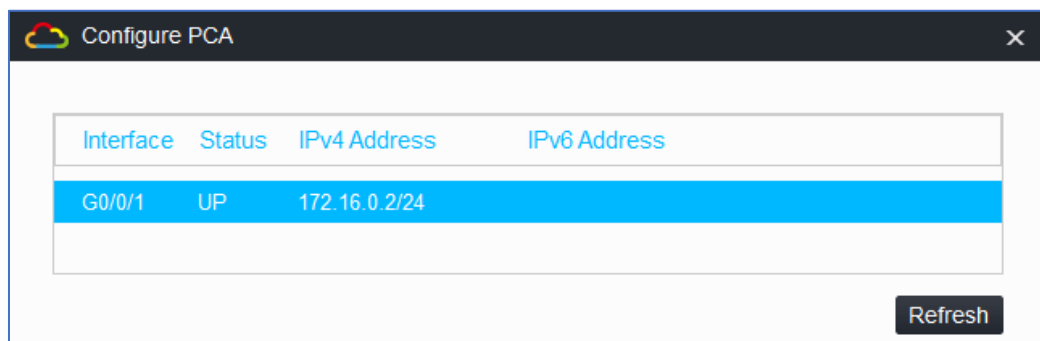 Configure PCA
Interface Status IPv4 Address IPv6 Address
G0/0/1 UP 172.16.0.2/24
Refresh